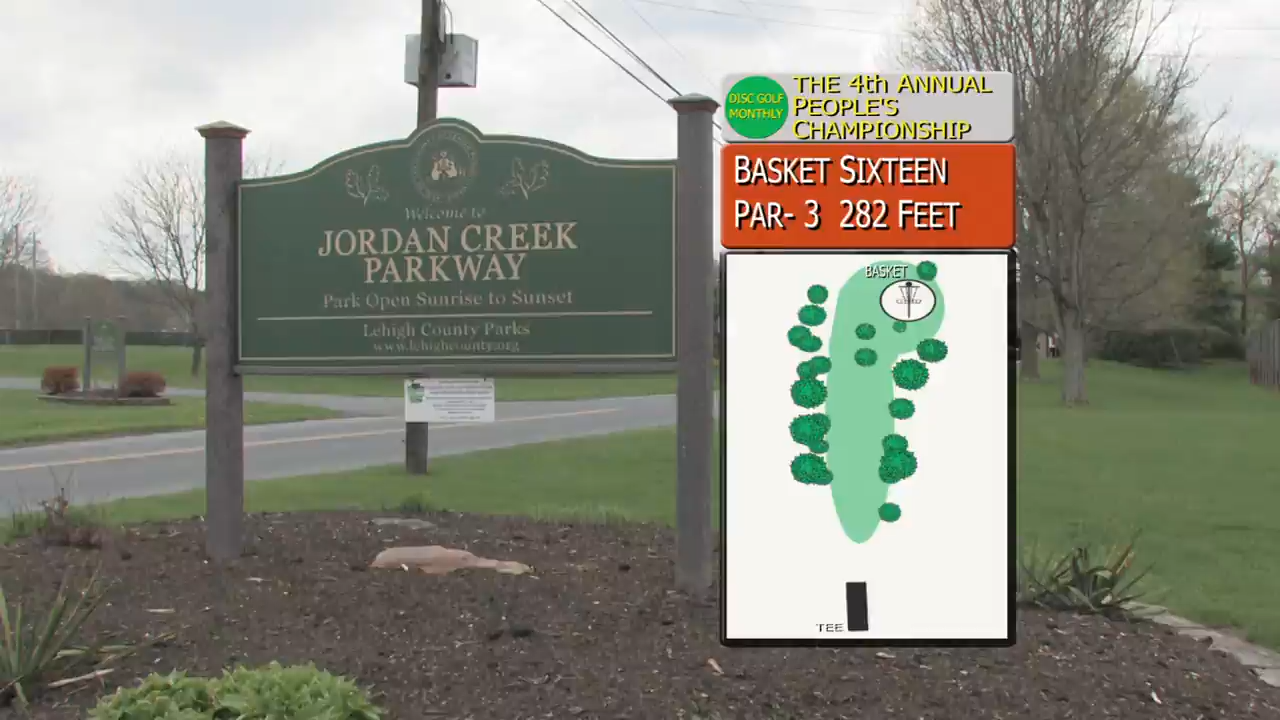 Welcome to
JORDAN CREEK
PARKWAY
Park Open Sunrise to Sunset
Lehigh County Parks
www.lehighcounty.org
DISC GOLF
MONTHLY
THE 4th ANNUAL
PEOPLE'S
CHAMPIONSHIP
BASKET SIXTEEN
PAR- 3 282 FEET
BASKET
TEE